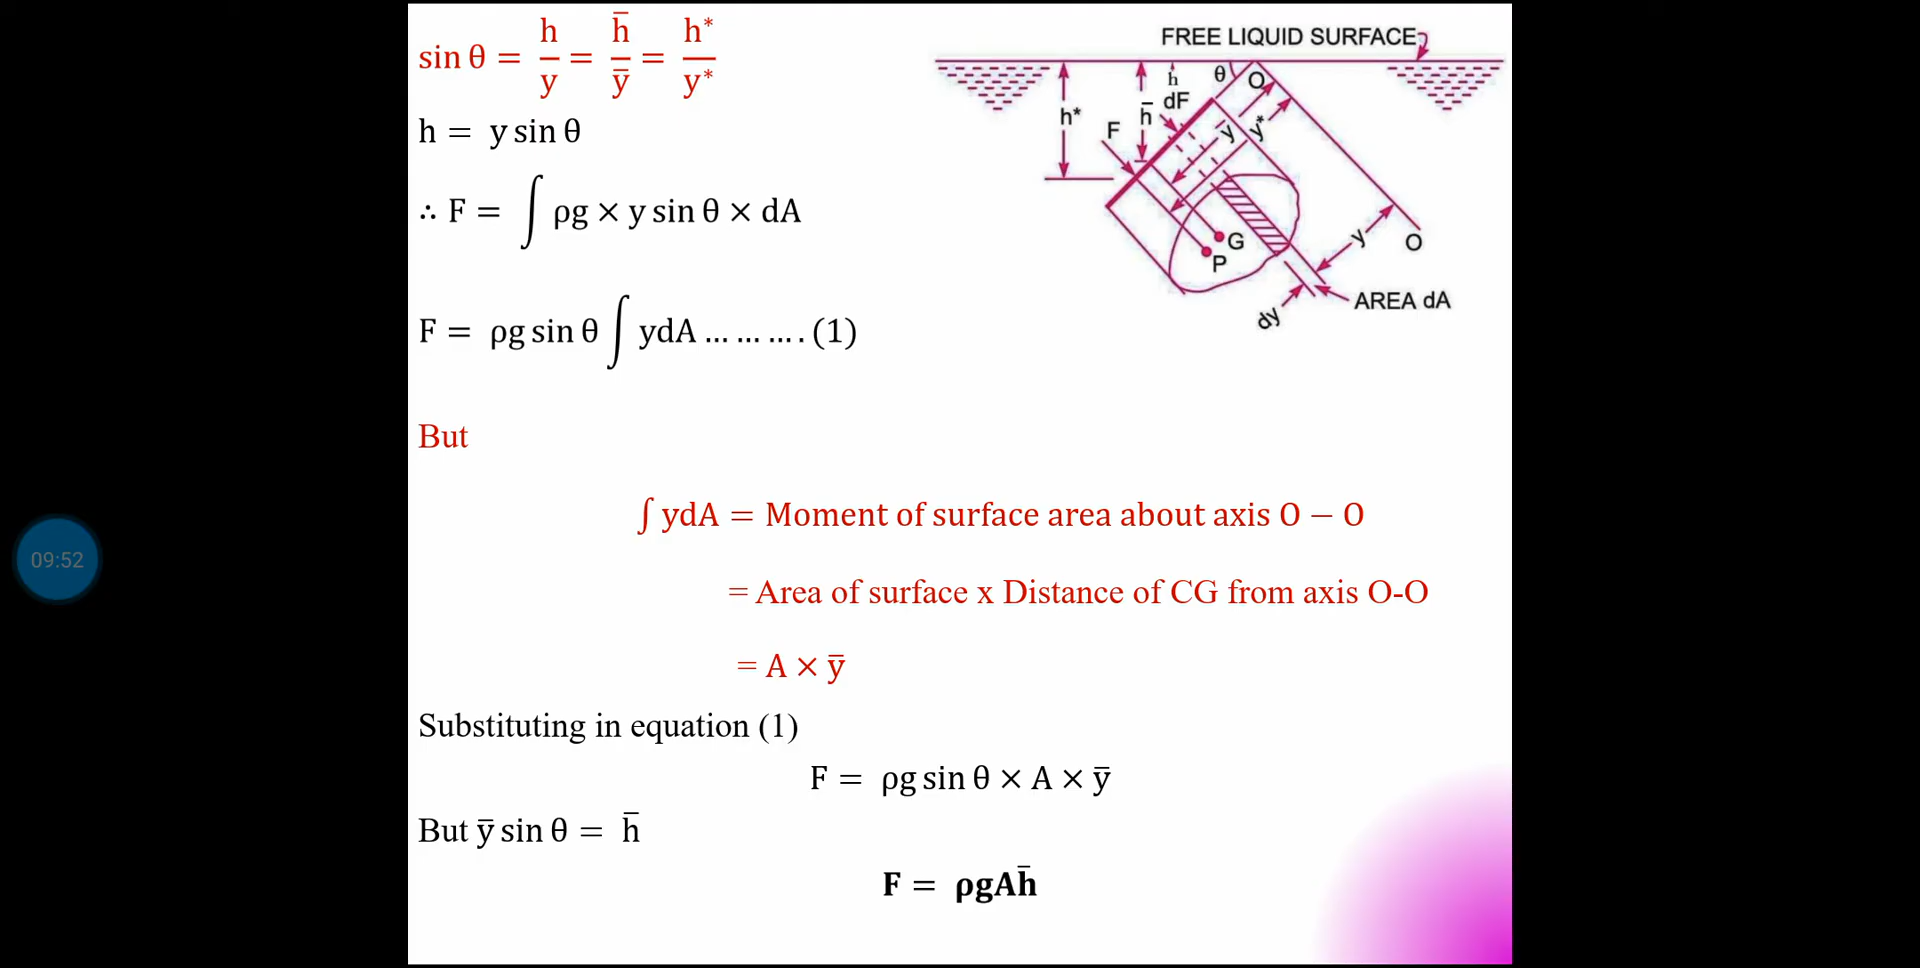 sin θ = h/y = h̄/ȳ = h*/y*
h = y sin θ
∴ F = ∫ ρg × y sin θ × dA
F = ρg sin θ ∫ ydA ... ... ... . (1)
But
∫ ydA = Moment of surface area about axis O − O
= Area of surface x Distance of CG from axis O-O
= A × ȳ
Substituting in equation (1)
F = ρg sin θ × A × ȳ
But ȳ sin θ = h̄
F = ρgAh̄
FREE LIQUID SURFACE
θ
O
h
dF
h*
h̄
F
ȳ
y*
G
P
y
O
AREA dA
dy
09:52